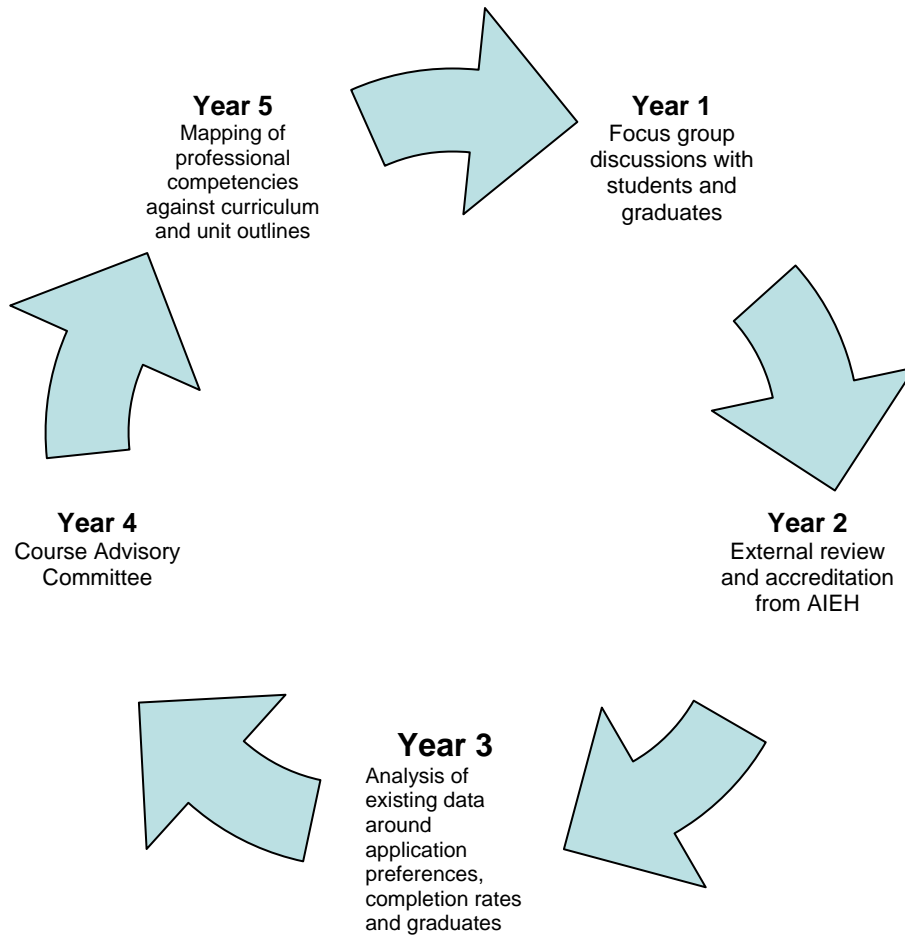 Year 5
Mapping of
professional
competencies
against curriculum
and unit outlines
Year 1
Focus group
discussions with
students and
graduates
Year 4
Course Advisory
Committee
Year 2
External review
and accreditation
from AIEH
Year 3
Analysis of
existing data
around
application
preferences,
completion rates
and graduates